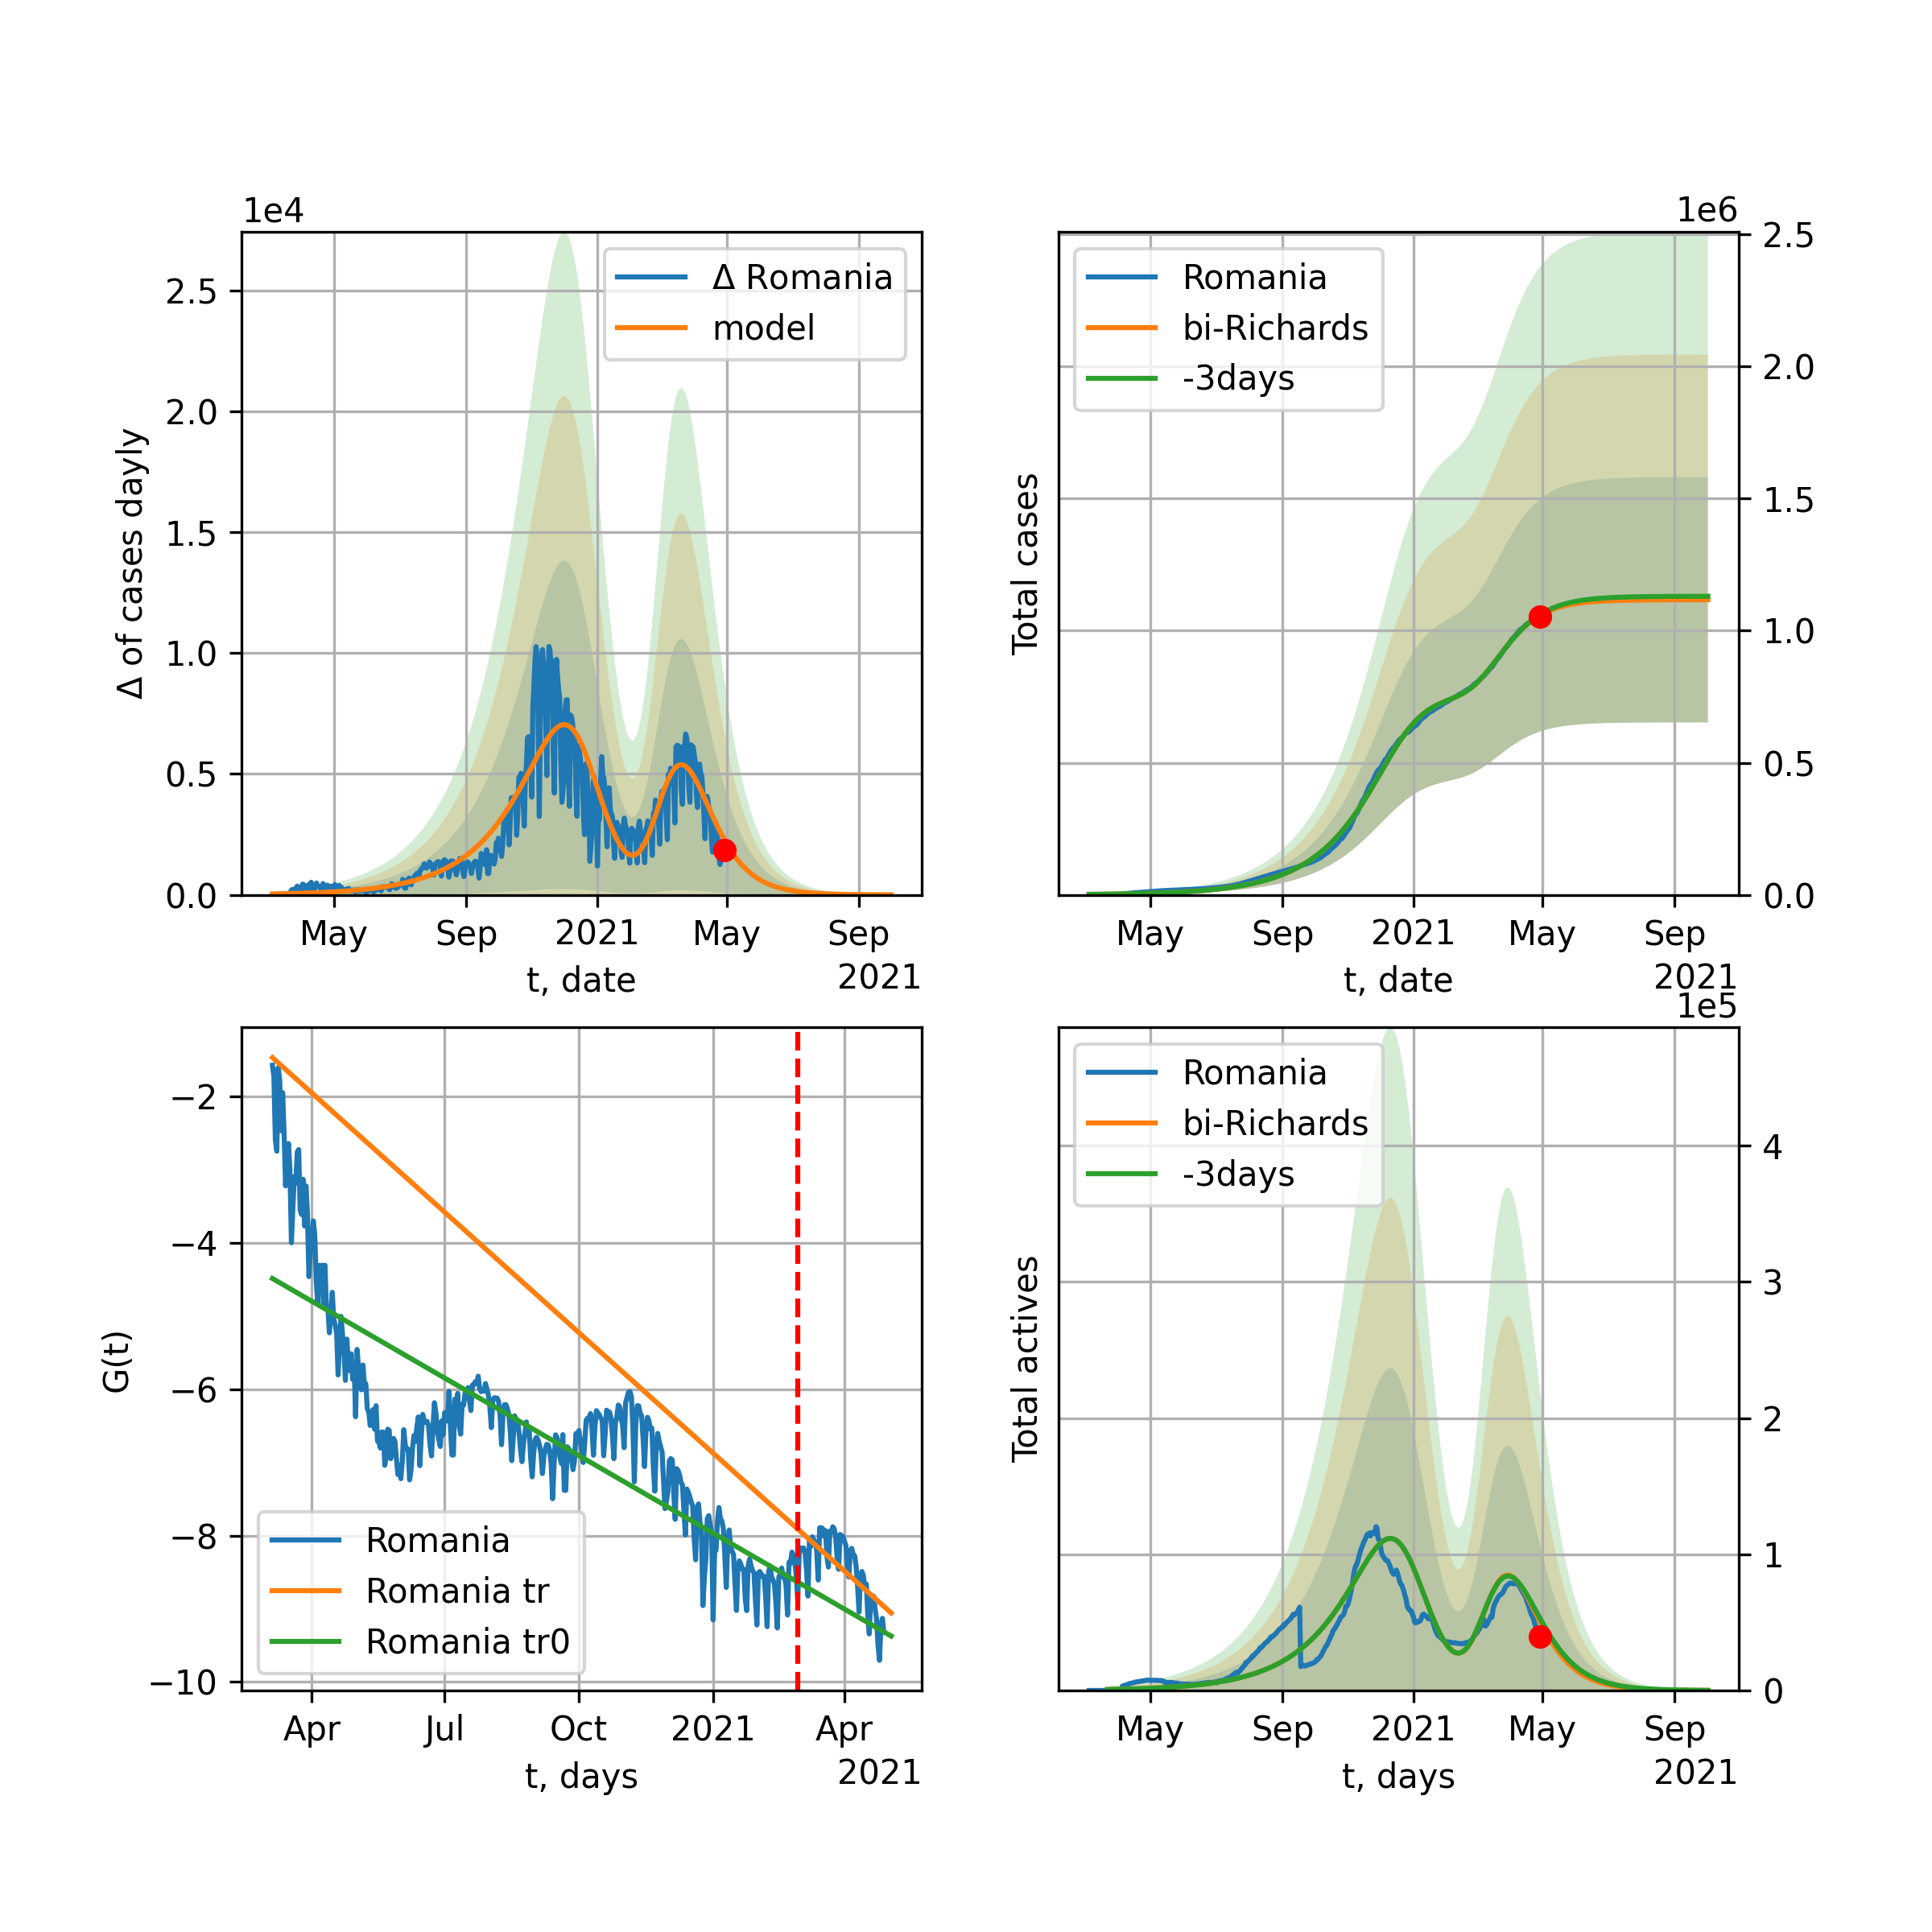 1e4
2.5
2.0
1.5
1.0
0.5
0.0
Δ of cases dayly
Δ Romania
model
May
Sep
2021
May
Sep
t, date
2021
1e6
2.5
2.0
1.5
1.0
0.5
0.0
Total cases
Romania
bi-Richards
-3days
May
Sep
2021
May
Sep
t, date
2021
−2
−4
−6
−8
−10
G(t)
Romania
Romania tr
Romania tr0
Apr
Jul
Oct
2021
Apr
t, days
2021
1e5
4
3
2
1
0
Total actives
Romania
bi-Richards
-3days
May
Sep
2021
May
Sep
t, days
2021